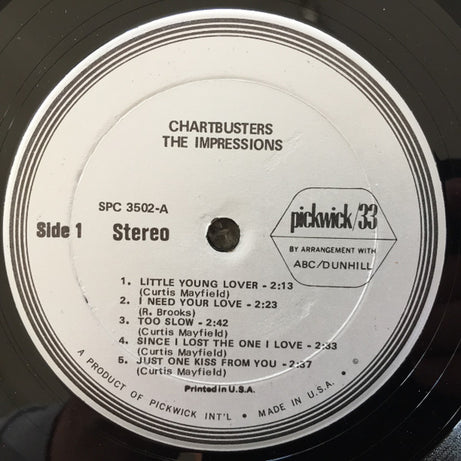 CHARTBUSTERS
THE IMPRESSIONS
SPC 3502-A
Side 1 Stereo
pickwick/33
BY ARRANGEMENT WITH
ABC/DUNHILL
1. LITTLE YOUNG LOVER - 2:13
(Curtis Mayfield)
2. I NEED YOUR LOVE - 2:23
(R. Brooks)
3. TOO SLOW - 2:42
(Curtis Mayfield)
4. SINCE I LOST THE ONE I LOVE - 2:33
(Curtis Mayfield)
5. JUST ONE KISS FROM YOU - 2:37
(Curtis Mayfield)
Printed in U.S.A.
A PRODUCT OF PICKWICK INT'L • MADE IN U.S.A. • ©